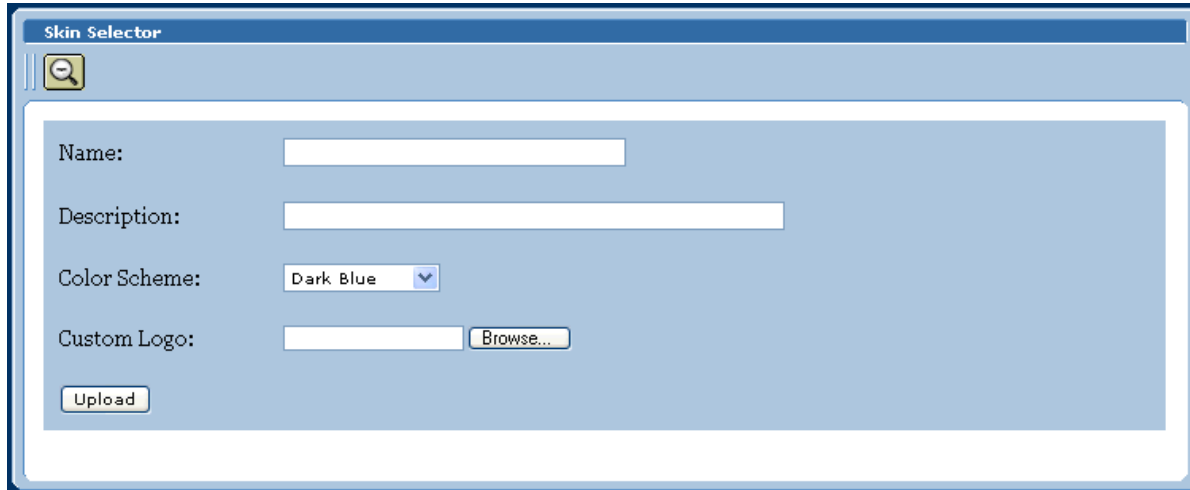 Skin Selector
Name:
Description:
Color Scheme: Dark Blue
Custom Logo: Browse...
Upload